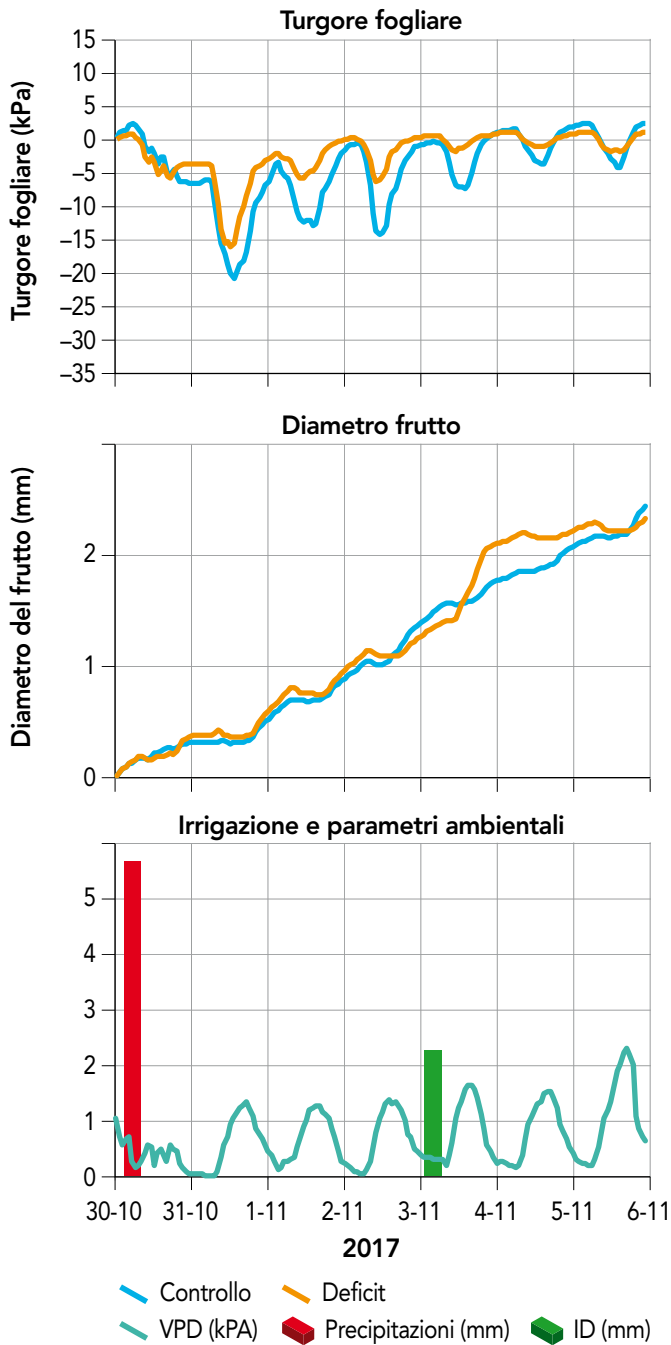 Turgore fogliare
Turgore fogliare (kPa)
15
10
5
0
–5
–10
–15
–20
–25
–30
–35
Diametro frutto
Diametro del frutto (mm)
2
1
0
Irrigazione e parametri ambientali
5
4
3
2
1
0
30-10 31-10 1-11 2-11 3-11 4-11 5-11 6-11
2017
Controllo Deficit
VPD (kPA) Precipitazioni (mm) ID (mm)